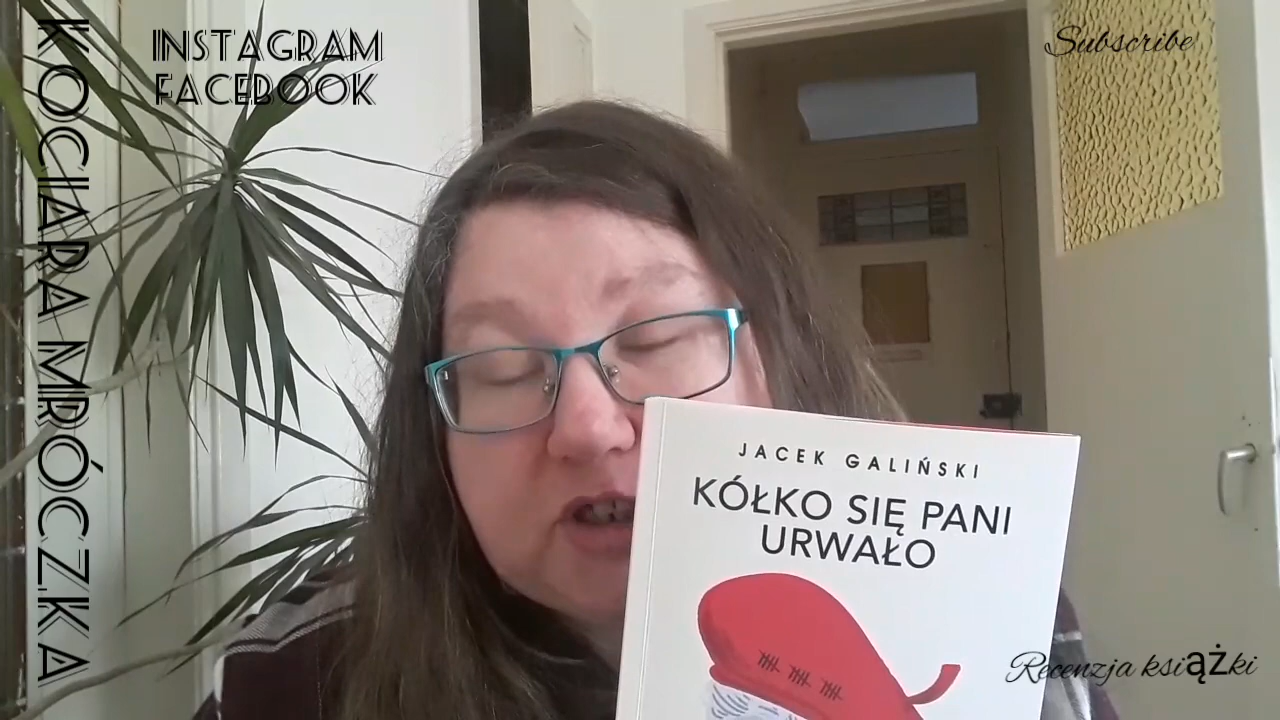 KOCIARA MRÓCZKA
INSTAGRAM
FACEBOOK
Subscribe
JACEK GALIŃSKI
KÓŁKO SIĘ PANI
URWAŁO
Recenzja książki